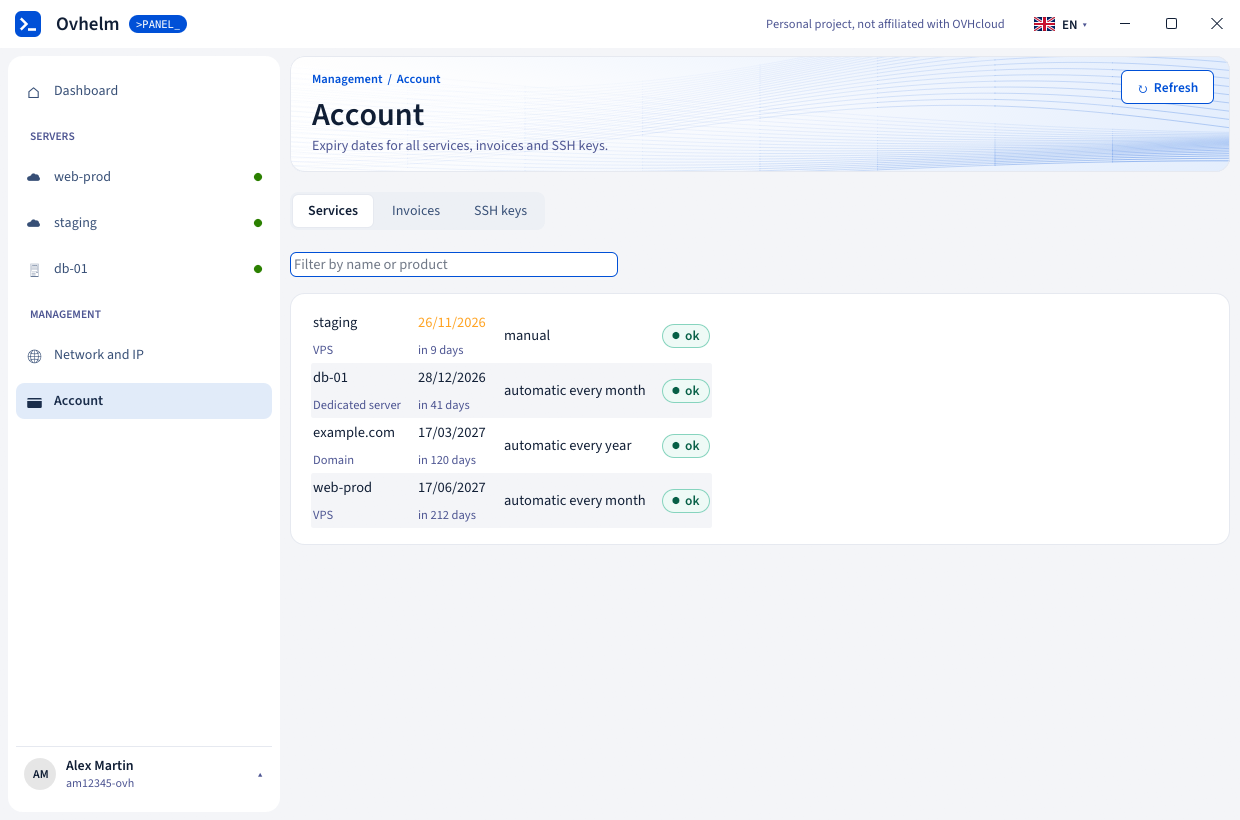 Ovhelm >PANEL_
Personal project, not affiliated with OVHcloud
EN
Dashboard
SERVERS
web-prod
staging
db-01
MANAGEMENT
Network and IP
Account
AM
Alex Martin
am12345-ovh
Management / Account
Account
Expiry dates for all services, invoices and SSH keys.
Refresh
Services Invoices SSH keys
Filter by name or product
staging 26/11/2026 manual ok
VPS in 9 days
db-01 28/12/2026 automatic every month ok
Dedicated server in 41 days
example.com 17/03/2027 automatic every year ok
Domain in 120 days
web-prod 17/06/2027 automatic every month ok
VPS in 212 days